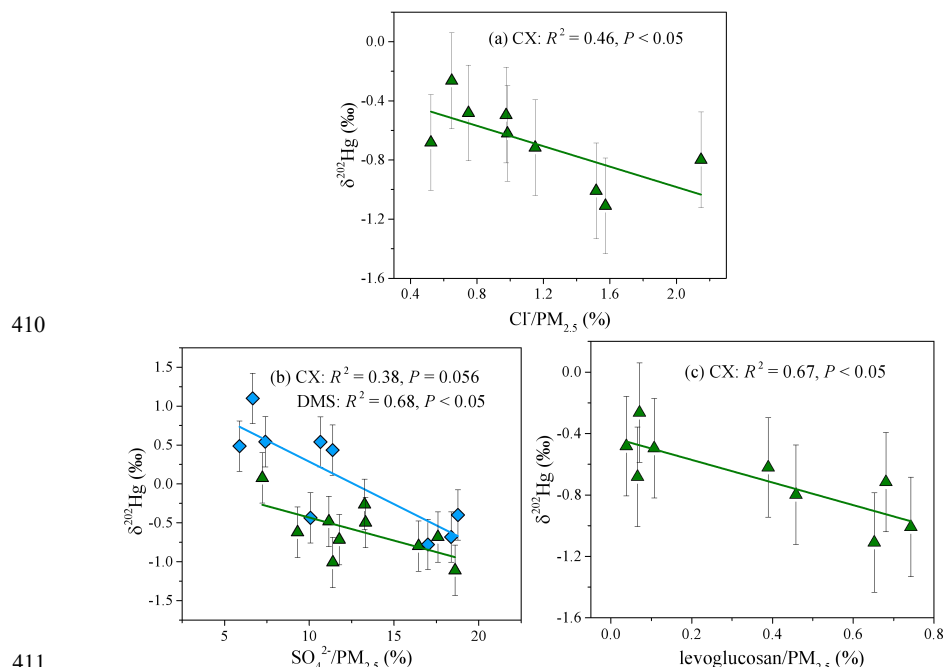 (a) CX: R² = 0.46, P < 0.05
0.0
-0.4
-0.8
-1.2
-1.6
δ²⁰²Hg (‰)
0.4 0.8 1.2 1.6 2.0
Cl⁻/PM₂.₅ (%)
410
(b) CX: R² = 0.38, P = 0.056
DMS: R² = 0.68, P < 0.05
1.5
1.0
0.5
0.0
-0.5
-1.0
-1.5
δ²⁰²Hg (‰)
5 10 15 20
SO₄²⁻/PM₂.₅ (%)
(c) CX: R² = 0.67, P < 0.05
0.0
-0.4
-0.8
-1.2
-1.6
δ²⁰²Hg (‰)
0.0 0.2 0.4 0.6 0.8
levoglucosan/PM₂.₅ (%)
411